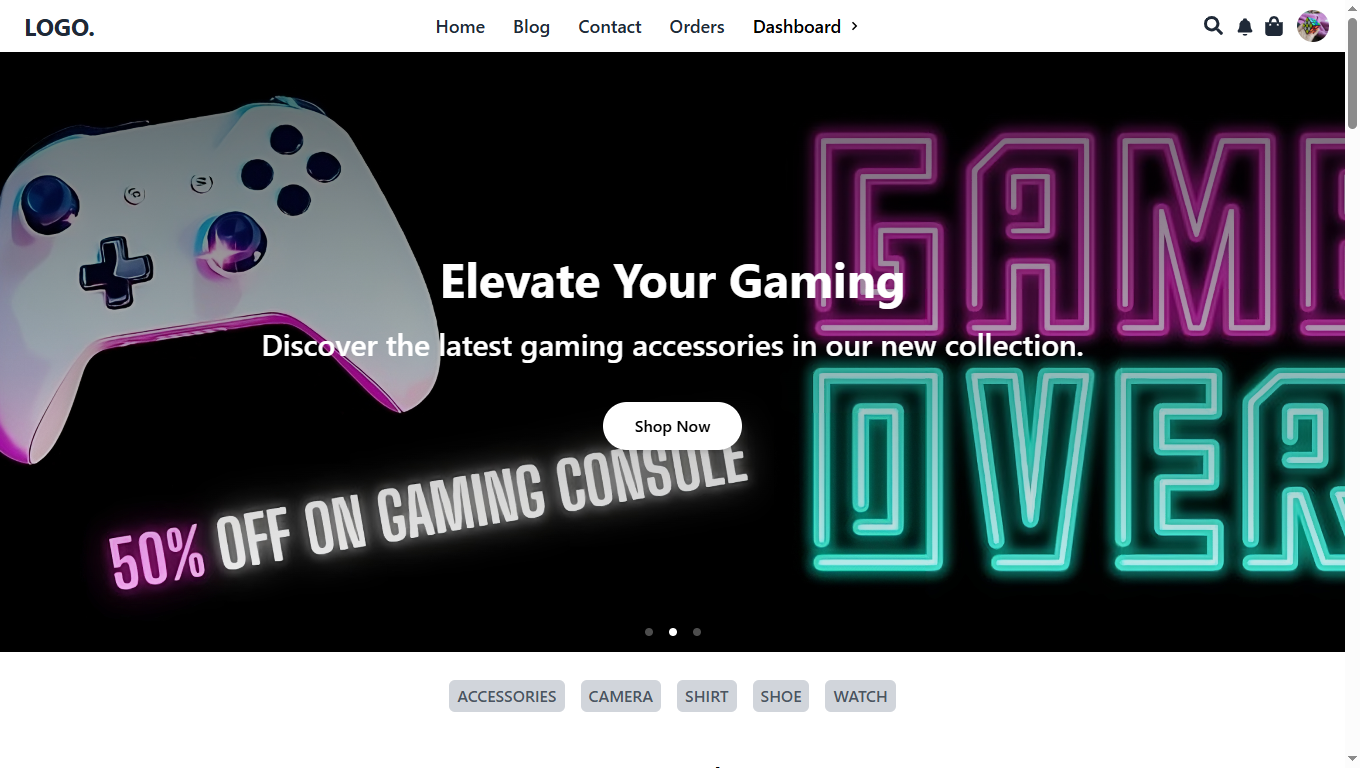 LOGO.
Home Blog Contact Orders Dashboard
GAME
Elevate Your Gaming
Discover the latest gaming accessories in our new collection.
OVER
Shop Now
50% OFF ON GAMING CONSOLE
ACCESSORIES CAMERA SHIRT SHOE WATCH